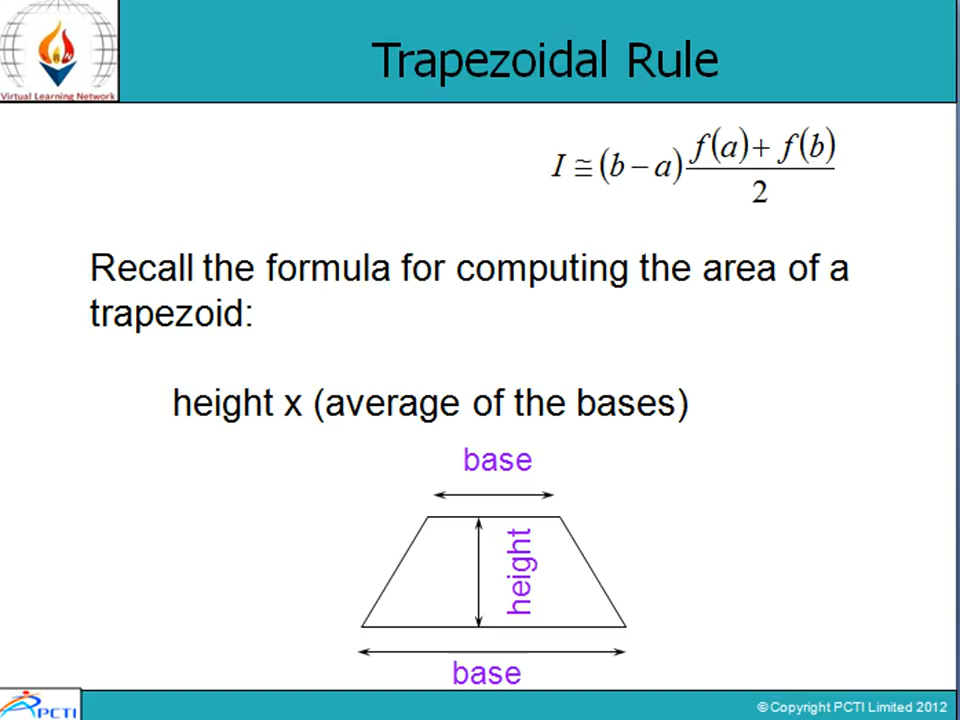 Trapezoidal Rule
Virtual Learning Network
I ≅ (b − a) f(a) + f(b) / 2
Recall the formula for computing the area of a
trapezoid:
height x (average of the bases)
base
height
base
PCTI
© Copyright PCTI Limited 2012